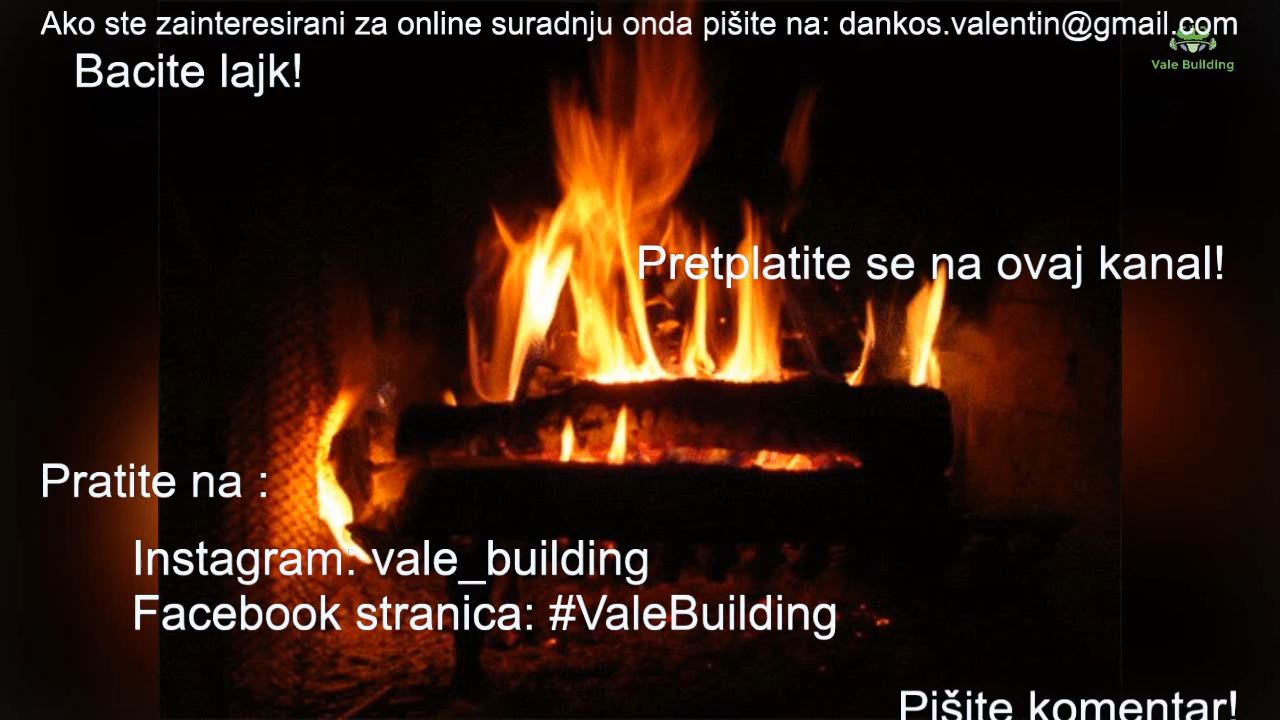 Ako ste zainteresirani za online suradnju onda pišite na: dankos.valentin@gmail.com
Bacite lajk!
Vale Building
Pretplatite se na ovaj kanal!
Pratite na :
Instagram: vale_building
Facebook stranica: #ValeBuilding
Pišite komentar!